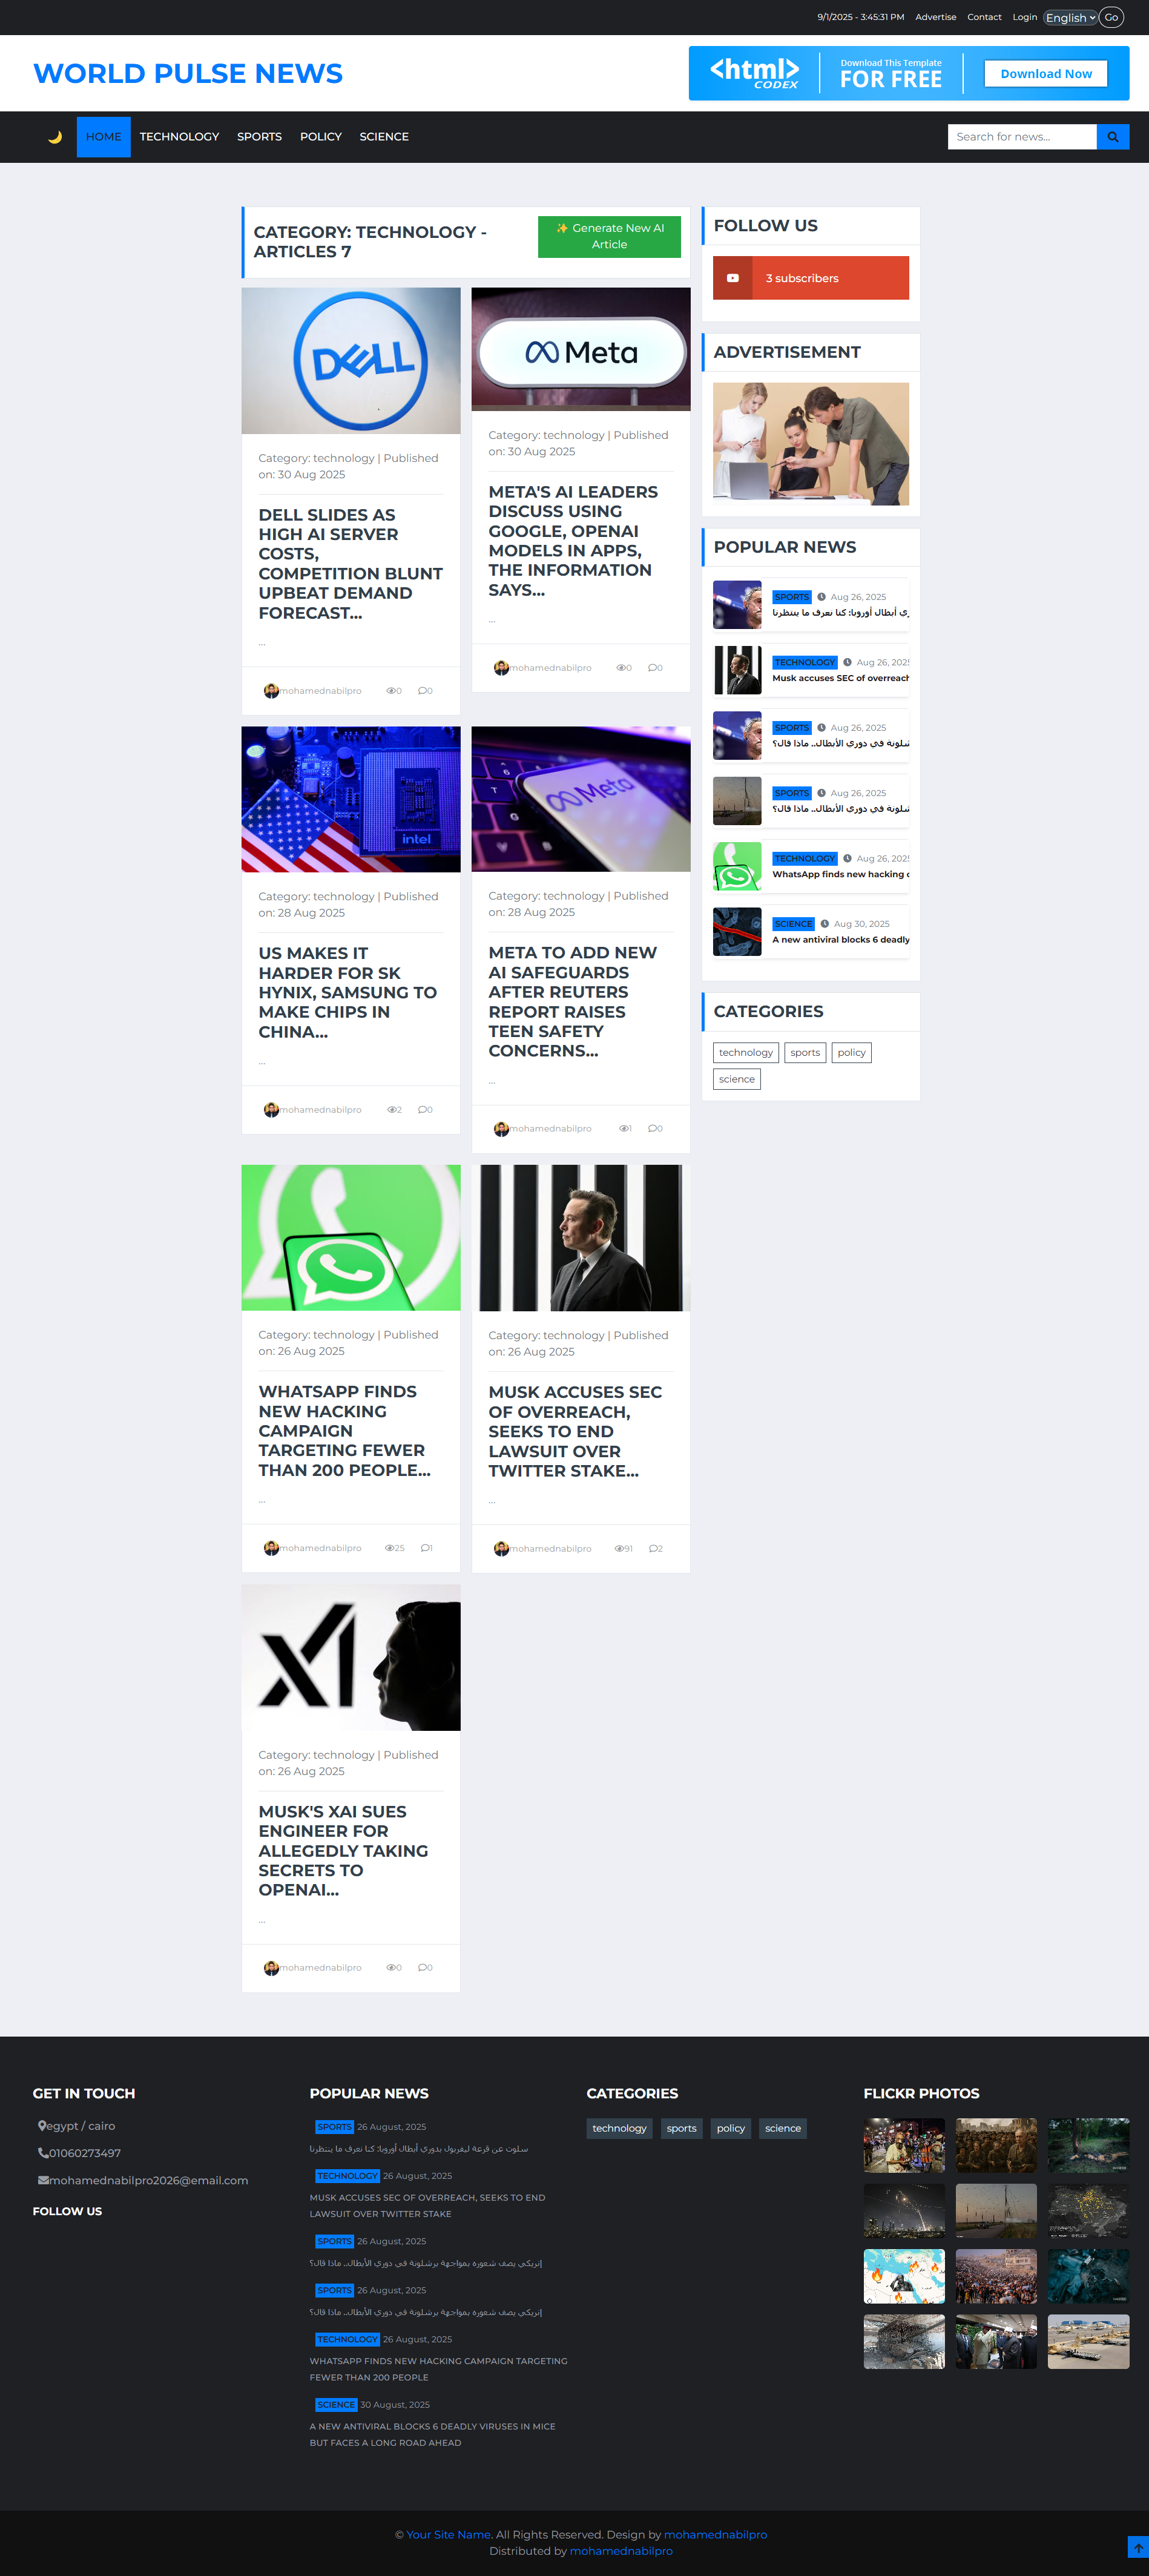 9/1/2025 - 3:45:31 PM Advertise Contact Login English Go
WORLD PULSE NEWS
<html> CODEX
Download This Template
FOR FREE
Download Now
HOME TECHNOLOGY SPORTS POLICY SCIENCE
Search for news...
CATEGORY: TECHNOLOGY -
ARTICLES 7
✨ Generate New AI
Article
DELL
Category: technology | Published
on: 30 Aug 2025
DELL SLIDES AS
HIGH AI SERVER
COSTS,
COMPETITION BLUNT
UPBEAT DEMAND
FORECAST...
...
mohamednabilpro 0 0
Meta
Category: technology | Published
on: 30 Aug 2025
META'S AI LEADERS
DISCUSS USING
GOOGLE, OPENAI
MODELS IN APPS,
THE INFORMATION
SAYS...
...
mohamednabilpro 0 0
intel
Category: technology | Published
on: 28 Aug 2025
US MAKES IT
HARDER FOR SK
HYNIX, SAMSUNG TO
MAKE CHIPS IN
CHINA...
...
mohamednabilpro 2 0
Meta
Category: technology | Published
on: 28 Aug 2025
META TO ADD NEW
AI SAFEGUARDS
AFTER REUTERS
REPORT RAISES
TEEN SAFETY
CONCERNS...
...
mohamednabilpro 1 0
Category: technology | Published
on: 26 Aug 2025
WHATSAPP FINDS
NEW HACKING
CAMPAIGN
TARGETING FEWER
THAN 200 PEOPLE...
...
mohamednabilpro 25 1
Category: technology | Published
on: 26 Aug 2025
MUSK ACCUSES SEC
OF OVERREACH,
SEEKS TO END
LAWSUIT OVER
TWITTER STAKE...
...
mohamednabilpro 91 2
XI
Category: technology | Published
on: 26 Aug 2025
MUSK'S XAI SUES
ENGINEER FOR
ALLEGEDLY TAKING
SECRETS TO
OPENAI...
...
mohamednabilpro 0 0
FOLLOW US
3 subscribers
ADVERTISEMENT
POPULAR NEWS
SPORTS Aug 26, 2025
أبطال أوروبا: كنا نعرف ما ينتظرنا
TECHNOLOGY Aug 26, 2025
Musk accuses SEC of overreach
SPORTS Aug 26, 2025
في دوري الأبطال.. ماذا قال؟
SPORTS Aug 26, 2025
في دوري الأبطال.. ماذا قال؟
TECHNOLOGY Aug 26, 2025
WhatsApp finds new hacking
SCIENCE Aug 30, 2025
A new antiviral blocks 6 deadly
CATEGORIES
technology sports policy
science
GET IN TOUCH
egypt / cairo
01060273497
mohamednabilpro2026@email.com
FOLLOW US
POPULAR NEWS
SPORTS 26 August, 2025
سلوت عن قرعة ليفربول بدوري أبطال أوروبا: كنا نعرف ما ينتظرنا
TECHNOLOGY 26 August, 2025
MUSK ACCUSES SEC OF OVERREACH, SEEKS TO END
LAWSUIT OVER TWITTER STAKE
SPORTS 26 August, 2025
إنريكي يصف شعوره بمواجهة برشلونة في دوري الأبطال.. ماذا قال؟
SPORTS 26 August, 2025
إنريكي يصف شعوره بمواجهة برشلونة في دوري الأبطال.. ماذا قال؟
TECHNOLOGY 26 August, 2025
WHATSAPP FINDS NEW HACKING CAMPAIGN TARGETING
FEWER THAN 200 PEOPLE
SCIENCE 30 August, 2025
A NEW ANTIVIRAL BLOCKS 6 DEADLY VIRUSES IN MICE
BUT FACES A LONG ROAD AHEAD
CATEGORIES
technology sports policy science
FLICKR PHOTOS
© Your Site Name. All Rights Reserved. Design by mohamednabilpro
Distributed by mohamednabilpro